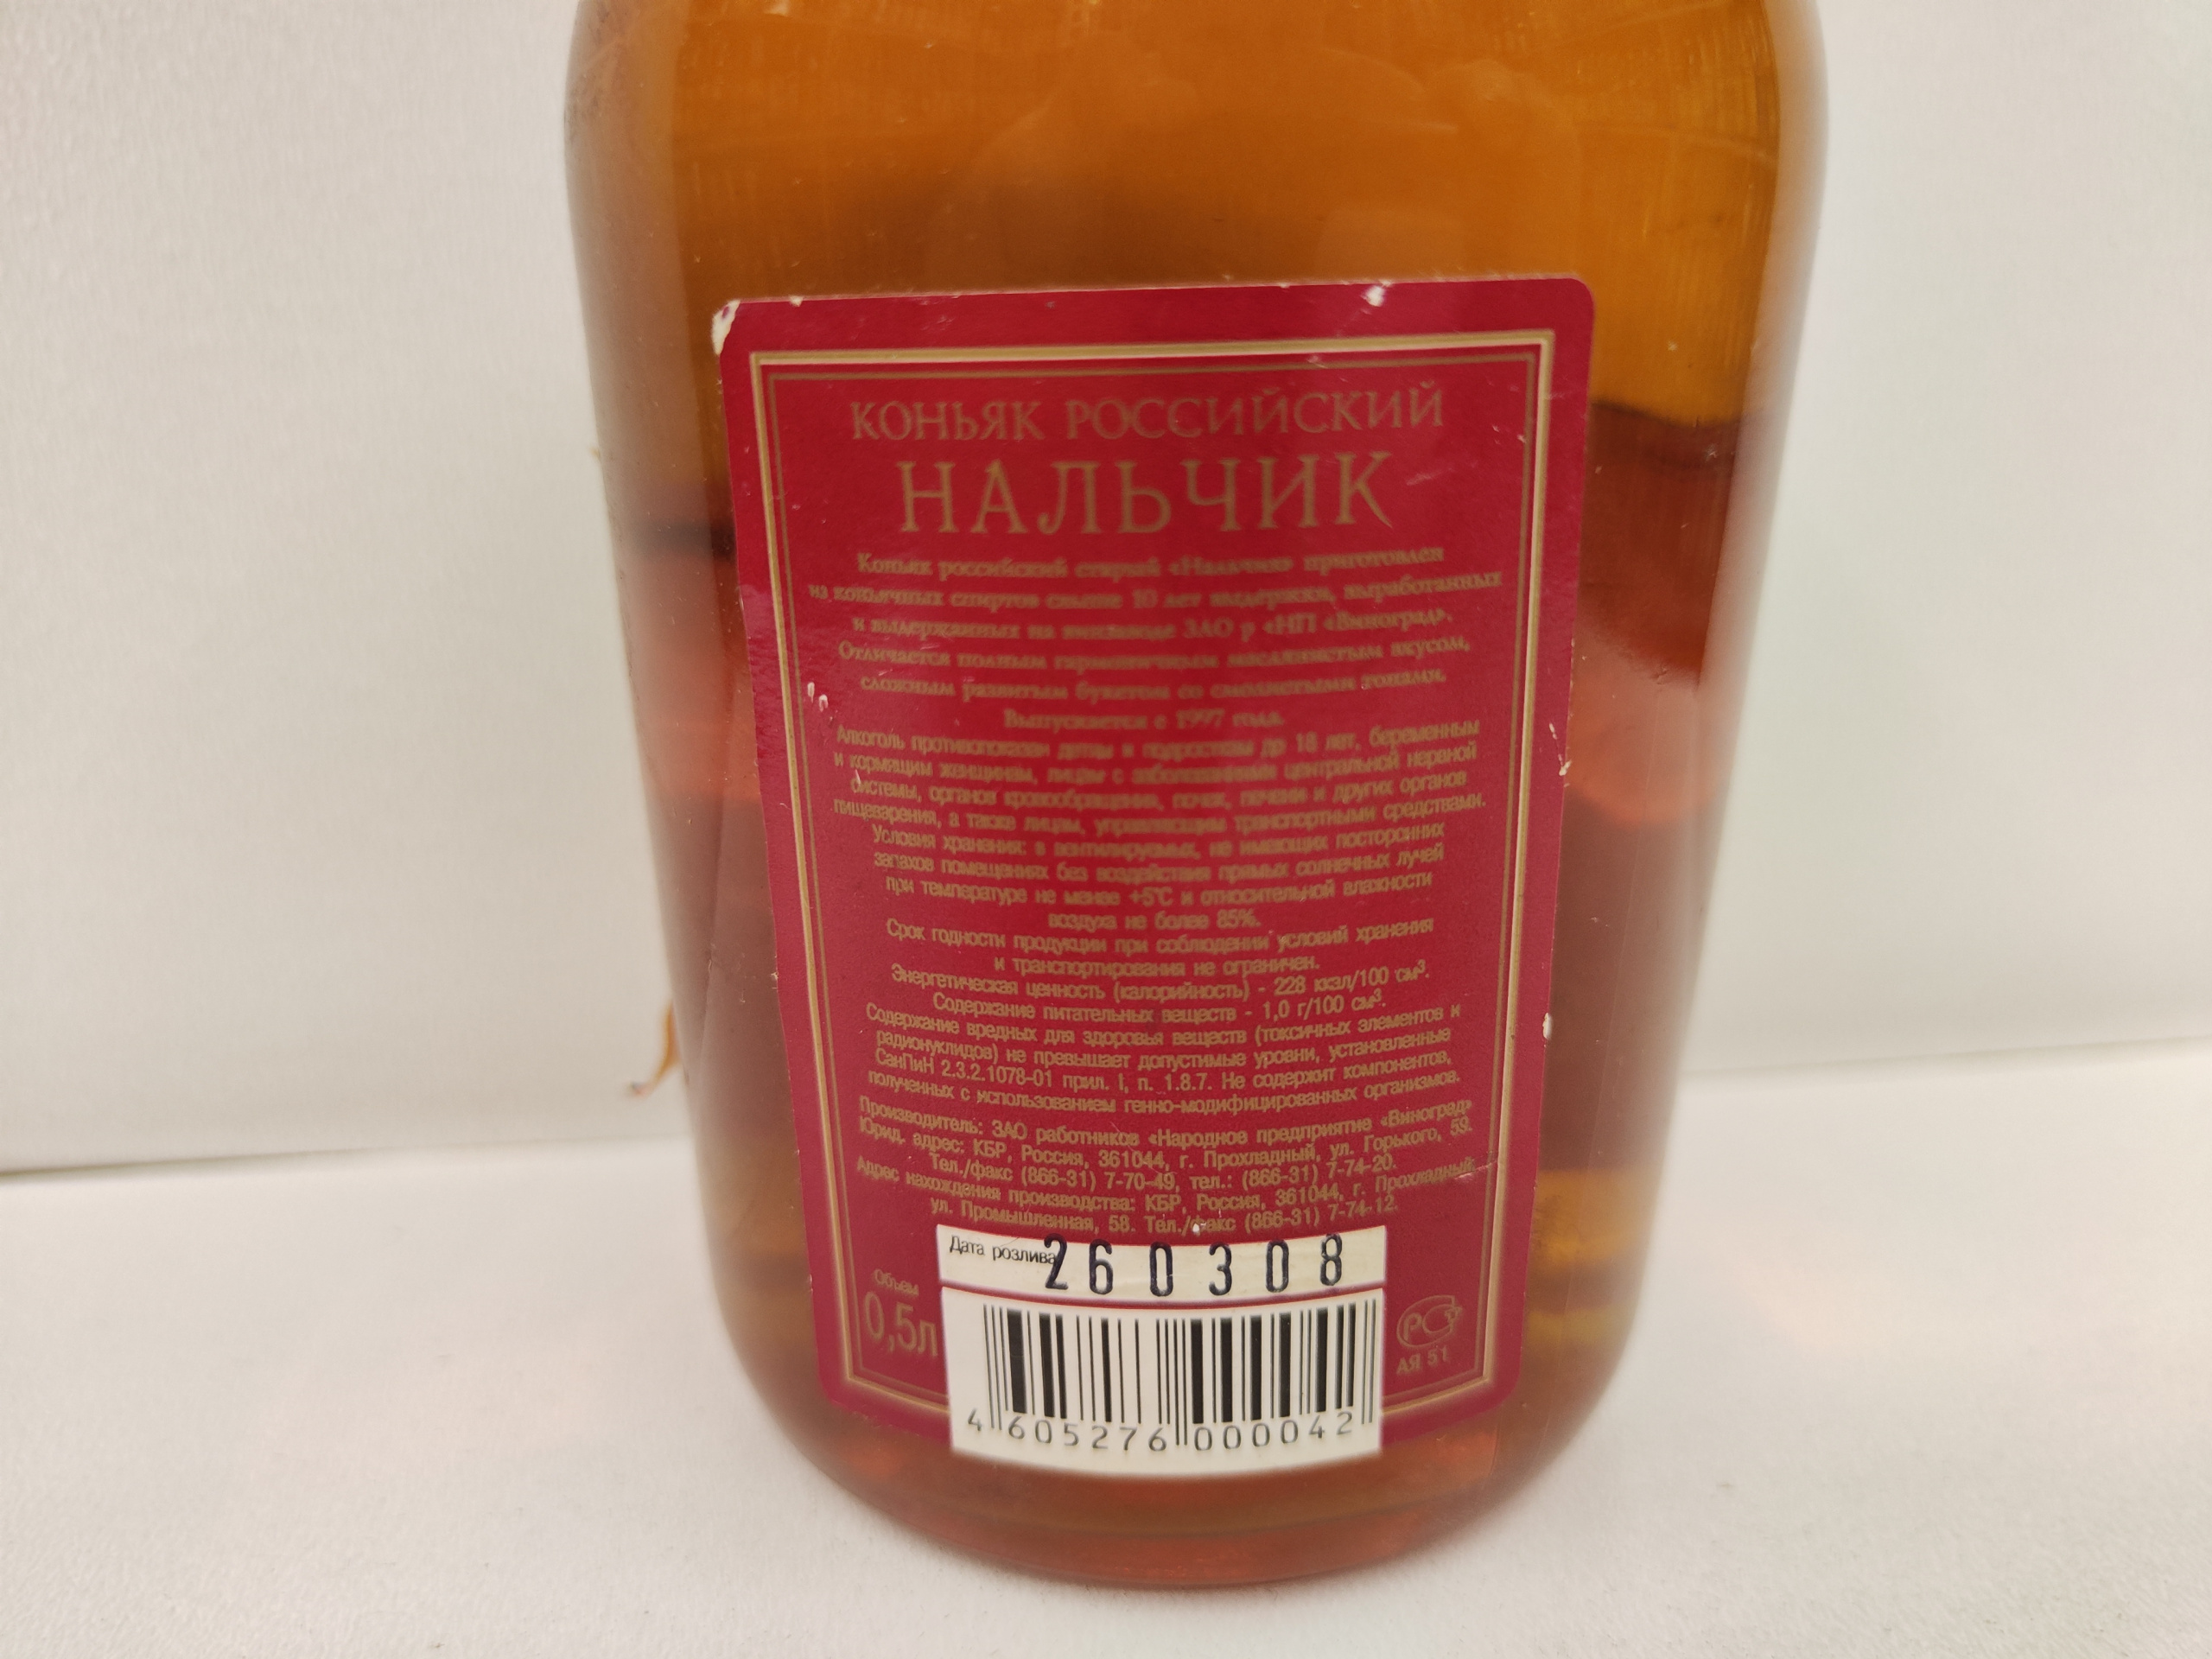 КОНЬЯК РОССИЙСКИЙ
НАЛЬЧИК
Коньяк российский старый «Нальчик» приготовлен
из коньячных спиртов свыше 10 лет выдержки, выработанных
и выдержанных на винзаводе ЗАО р «НП «Виноград».
Отличается полным гармоничным маслянистым вкусом,
сложным развитым букетом со смолистыми тонами.
Выпускается с 1997 года.
Алкоголь противопоказан детям и подросткам до 18 лет, беременным
и кормящим женщинам, лицам с заболеваниями центральной нервной
системы, органов кровообращения, почек, печени и других органов
пищеварения, а также лицам, управляющим транспортными средствами.
Условия хранения: в вентилируемых, не имеющих посторонних
запахов помещениях без воздействия прямых солнечных лучей
при температуре не менее +5°С и относительной влажности
воздуха не более 85%.
Срок годности продукции при соблюдении условий хранения
и транспортирования не ограничен.
Энергетическая ценность (калорийность) - 228 ккал/100 см³.
Содержание питательных веществ - 1,0 г/100 см³.
Содержание вредных для здоровья веществ (токсичных элементов и
радионуклидов) не превышает допустимые уровни, установленные
СанПиН 2.3.2.1078-01 прил. I, п. 1.8.7. Не содержит компонентов,
полученных с использованием генно-модифицированных организмов.
Производитель: ЗАО работников «Народное предприятие «Виноград»
Юрид. адрес: КБР, Россия, 361044, г. Прохладный, ул. Горького, 59.
Тел./факс (866-31) 7-70-49, тел.: (866-31) 7-74-20.
Адрес нахождения производства: КБР, Россия, 361044, г. Прохладный,
ул. Промышленная, 58. Тел./факс (866-31) 7-74-12.
Дата розлива 260308
Объем
0,5л
4 605276 000042
РСТ
АЯ 51